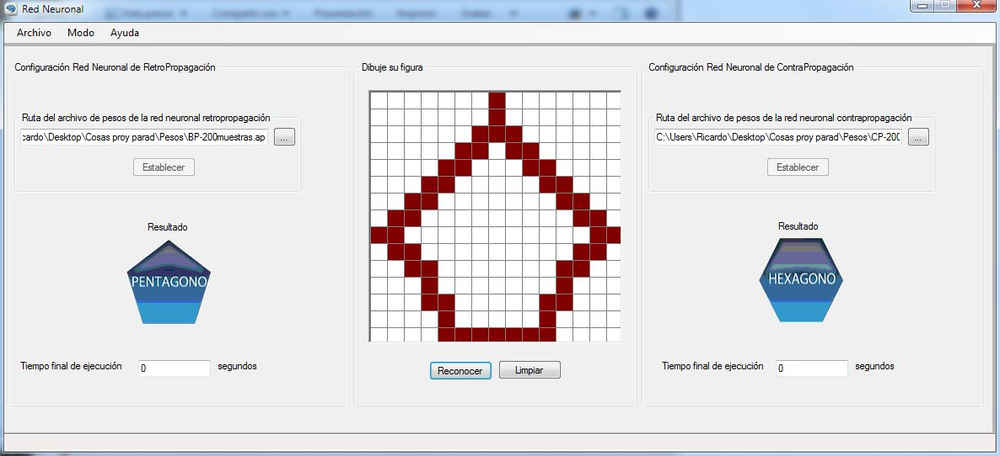 Red Neuronal
Archivo Modo Ayuda
Configuración Red Neuronal de RetroPropagación
Ruta del archivo de pesos de la red neuronal retropropagación
cardo\Desktop\Cosas proy parad\Pesos\BP-200muestras.ap
...
Establecer
Resultado
PENTAGONO
Tiempo final de ejecución 0 segundos
Dibuje su figura
Reconocer Limpiar
Configuración Red Neuronal de ContraPropagación
Ruta del archivo de pesos de la red neuronal contrapropagación
C:\Users\Ricardo\Desktop\Cosas proy parad\Pesos\CP-200
...
Establecer
Resultado
HEXAGONO
Tiempo final de ejecución 0 segundos